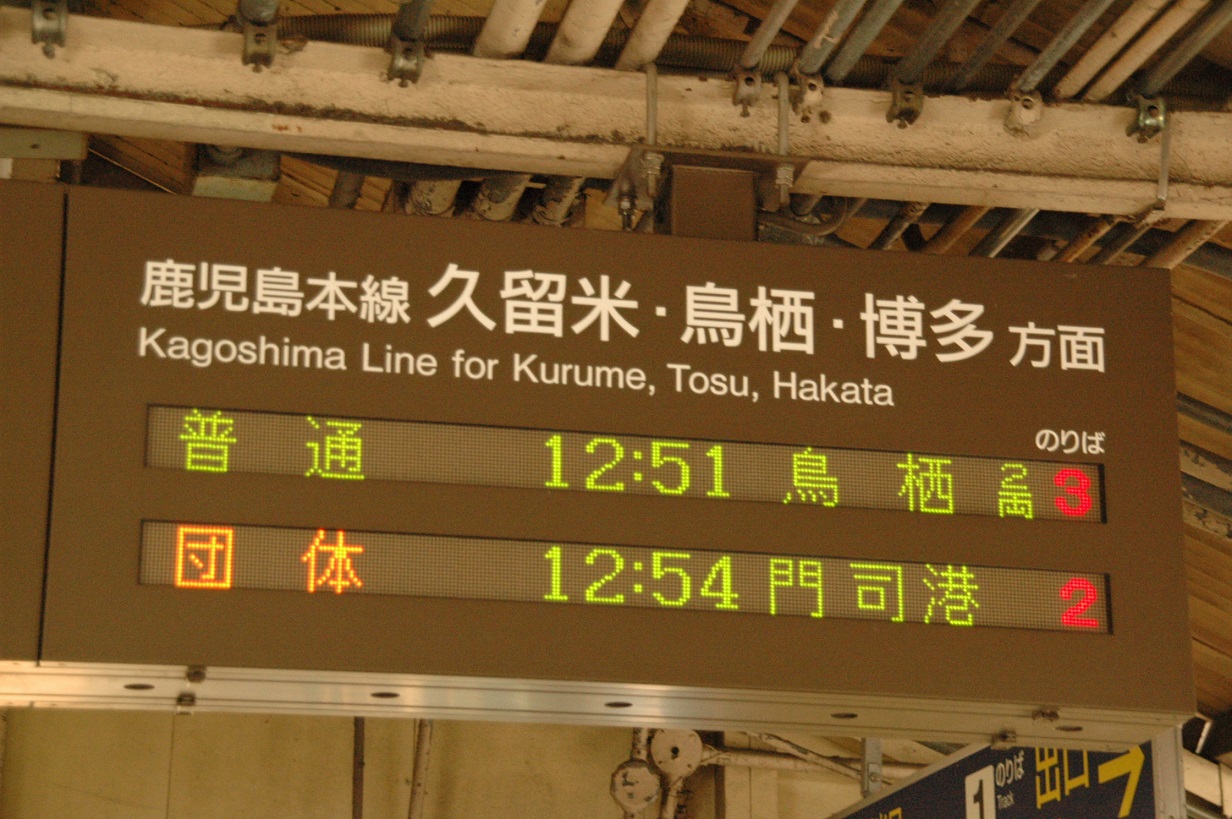 鹿児島本線 久留米・鳥栖・博多 方面
Kagoshima Line for Kurume, Tosu, Hakata
のりば
普 通 12:51 鳥 栖 2両 3
団 体 12:54 門司港 2
1 のりば 出口
Track